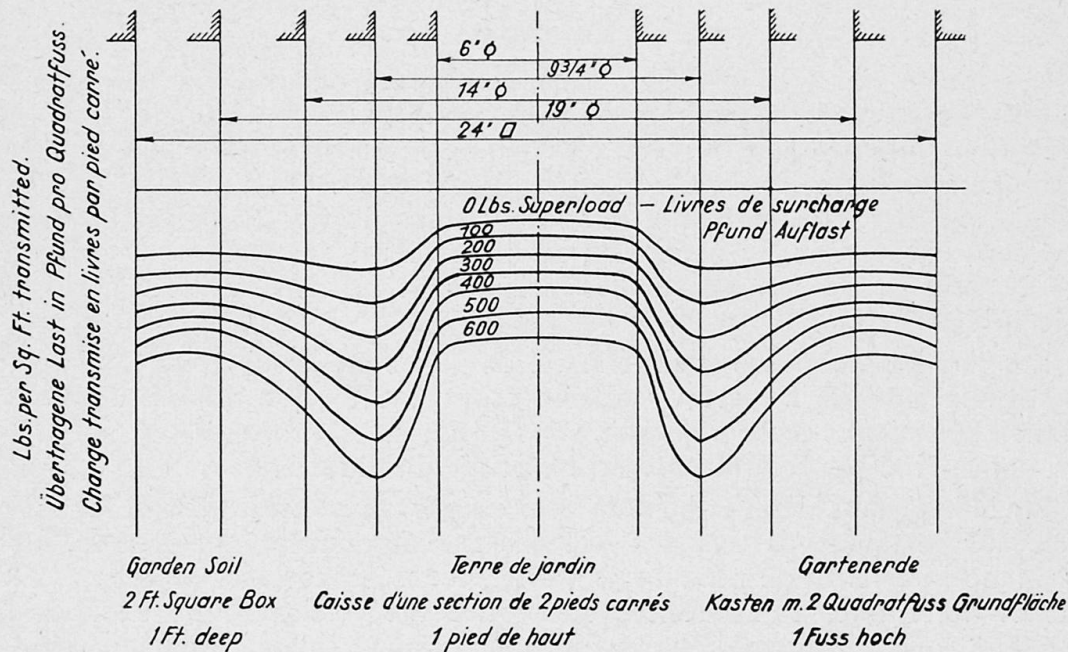 Lbs. per Sq. Ft. transmitted.
Übertragene Last in Pfund pro Quadratfuss
Charge transmise en livres par pied carré.
6" ϕ
9 3/4" ϕ
14" ϕ
19" ϕ
24" □
0 Lbs. Superload – Livres de surcharge
Pfund Auflast
100
200
300
400
500
600
Garden Soil
2 Ft. Square Box
1 Ft. deep
Terre de jardin
Caisse d'une section de 2 pieds carrés
1 pied de haut
Gartenerde
Kasten m. 2 Quadratfuss Grundfläche
1 Fuss hoch